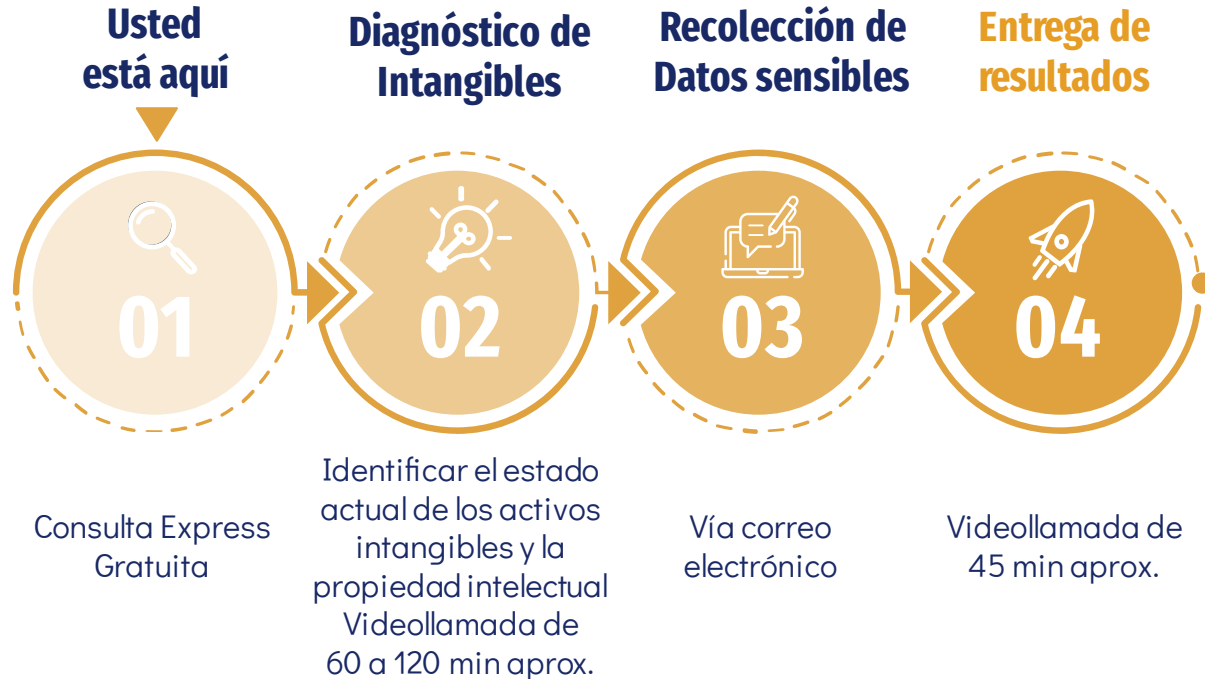 Usted
está aquí
01
Consulta Express
Gratuita
Diagnóstico de
Intangibles
02
Identificar el estado
actual de los activos
intangibles y la
propiedad intelectual
Videollamada de
60 a 120 min aprox.
Recolección de
Datos sensibles
03
Vía correo
electrónico
Entrega de
resultados
04
Videollamada de
45 min aprox.